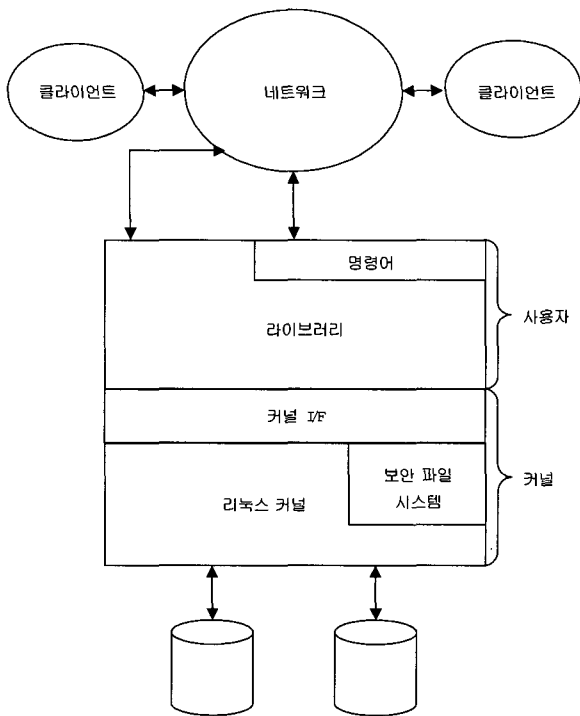 클라이언트
네트워크
클라이언트
명령어
라이브러리
사용자
커널 I/F
보안 파일
시스템
리눅스 커널
커널